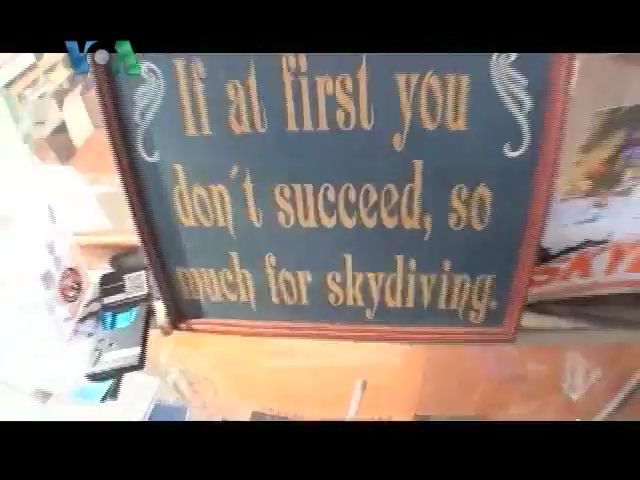 VOA
If at first you
don't succeed, so
much for skydiving.